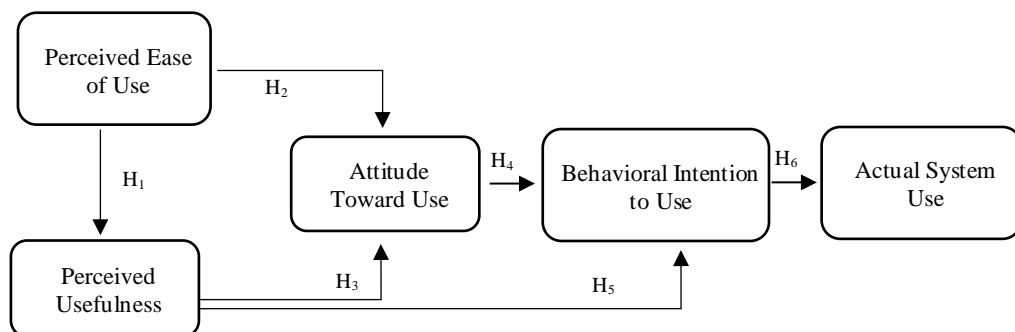 Perceived Ease
of Use
H₂
H₁
Attitude
Toward Use
H₄
Behavioral Intention
to Use
H₆
Actual System
Use
Perceived
Usefulness
H₃
H₅